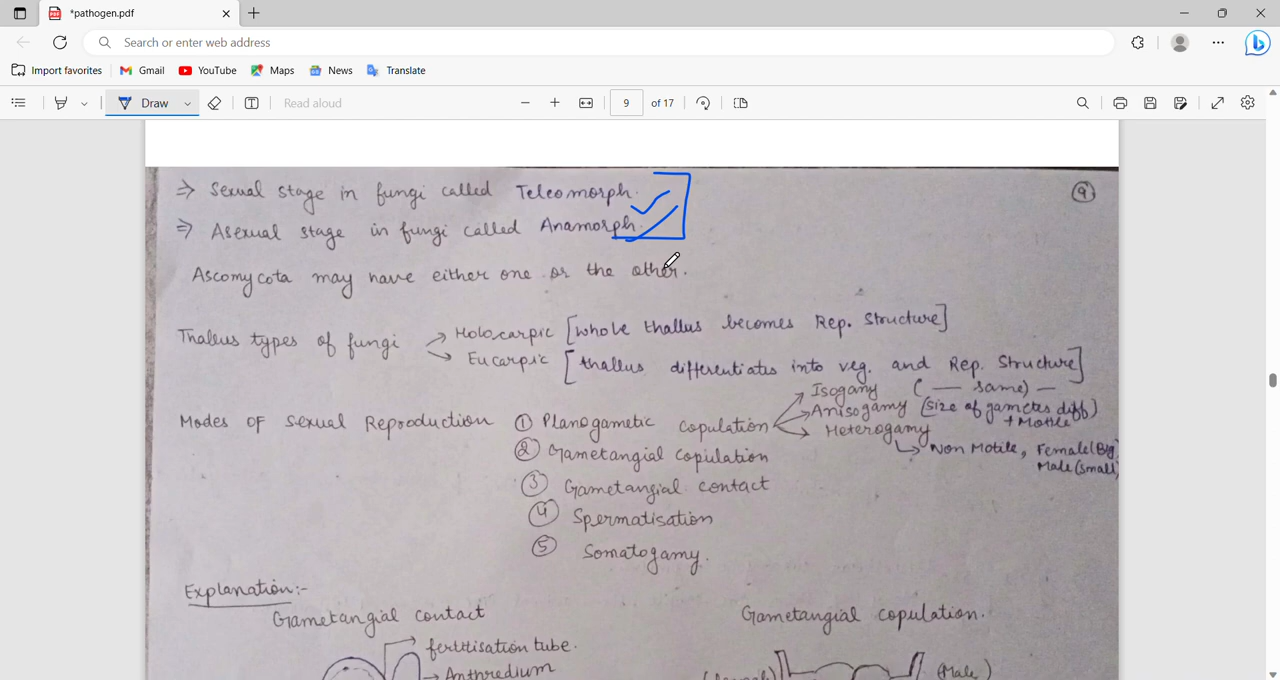 *pathogen.pdf
Search or enter web address
Import favorites Gmail YouTube Maps News Translate
Draw Read aloud 9 of 17
9
⇒ Sexual stage in fungi called Teleomorph.
⇒ Asexual stage in fungi called Anamorph.
Ascomycota may have either one or the other.
Thallus types of fungi → Holocarpic [whole thallus becomes Rep. Structure]
→ Eucarpic [thallus differentiates into veg. and Rep. Structure]
Modes of Sexual Reproduction ① Planogametic copulation
→ Isogamy ( — same) —
→ Anisogamy (size of gametes diff)
+ Motile
→ Heterogamy
↳ Non Motile, Female (Big)
Male (small)
② Gametangial copulation
③ Gametangial contact
④ Spermatisation
⑤ Somatogamy.
Explanation:-
Gametangial contact
Gametangial copulation.
→ fertilisation tube.
→ Anthredium
(Male)